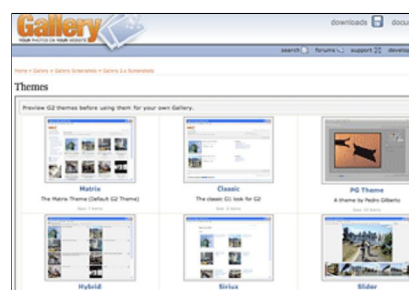 Gallery
YOUR PHOTOS ON YOUR WEBSITE
downloads docu
search forums support develo
Home » Gallery » Gallery Screenshots » Gallery 2.x Screenshots
Themes
Preview G2 themes before using them for your own Gallery.
Matrix Classic PG Theme
The Matrix Theme (Default G2 Theme) The classic G1 look for G2 A theme by Pedro Gilberto
Hybrid Siriux Slider